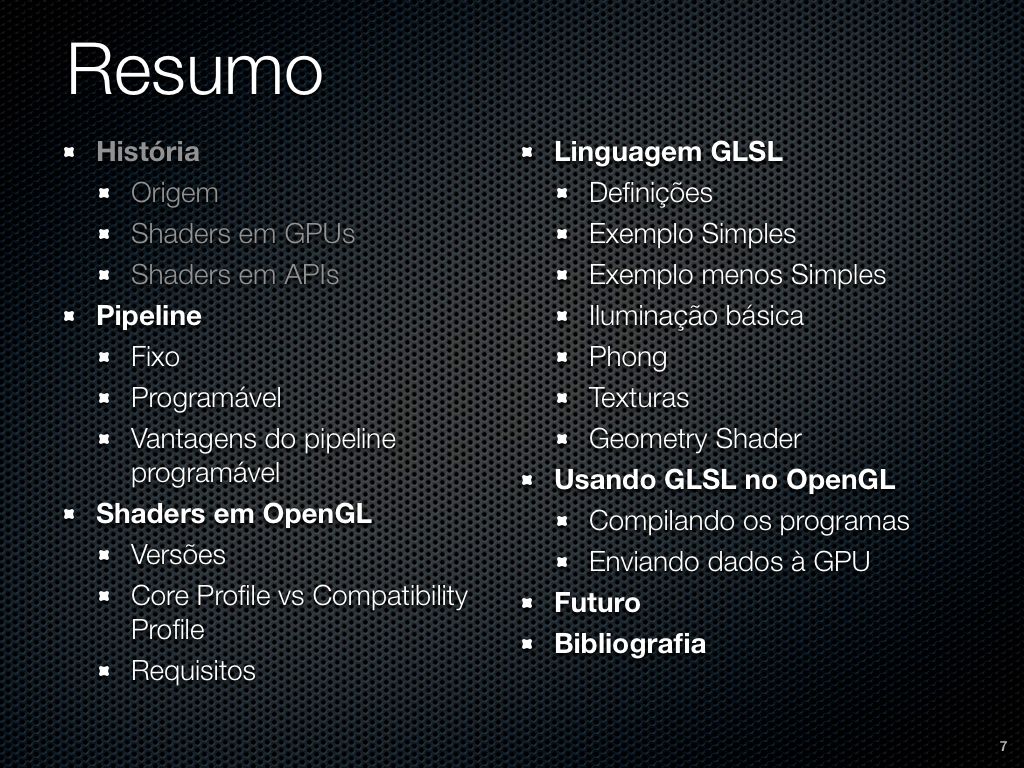 Resumo
História
Origem
Shaders em GPUs
Shaders em APIs
Pipeline
Fixo
Programável
Vantagens do pipeline
programável
Shaders em OpenGL
Versões
Core Profile vs Compatibility
Profile
Requisitos
Linguagem GLSL
Definições
Exemplo Simples
Exemplo menos Simples
Iluminação básica
Phong
Texturas
Geometry Shader
Usando GLSL no OpenGL
Compilando os programas
Enviando dados à GPU
Futuro
Bibliografia
7